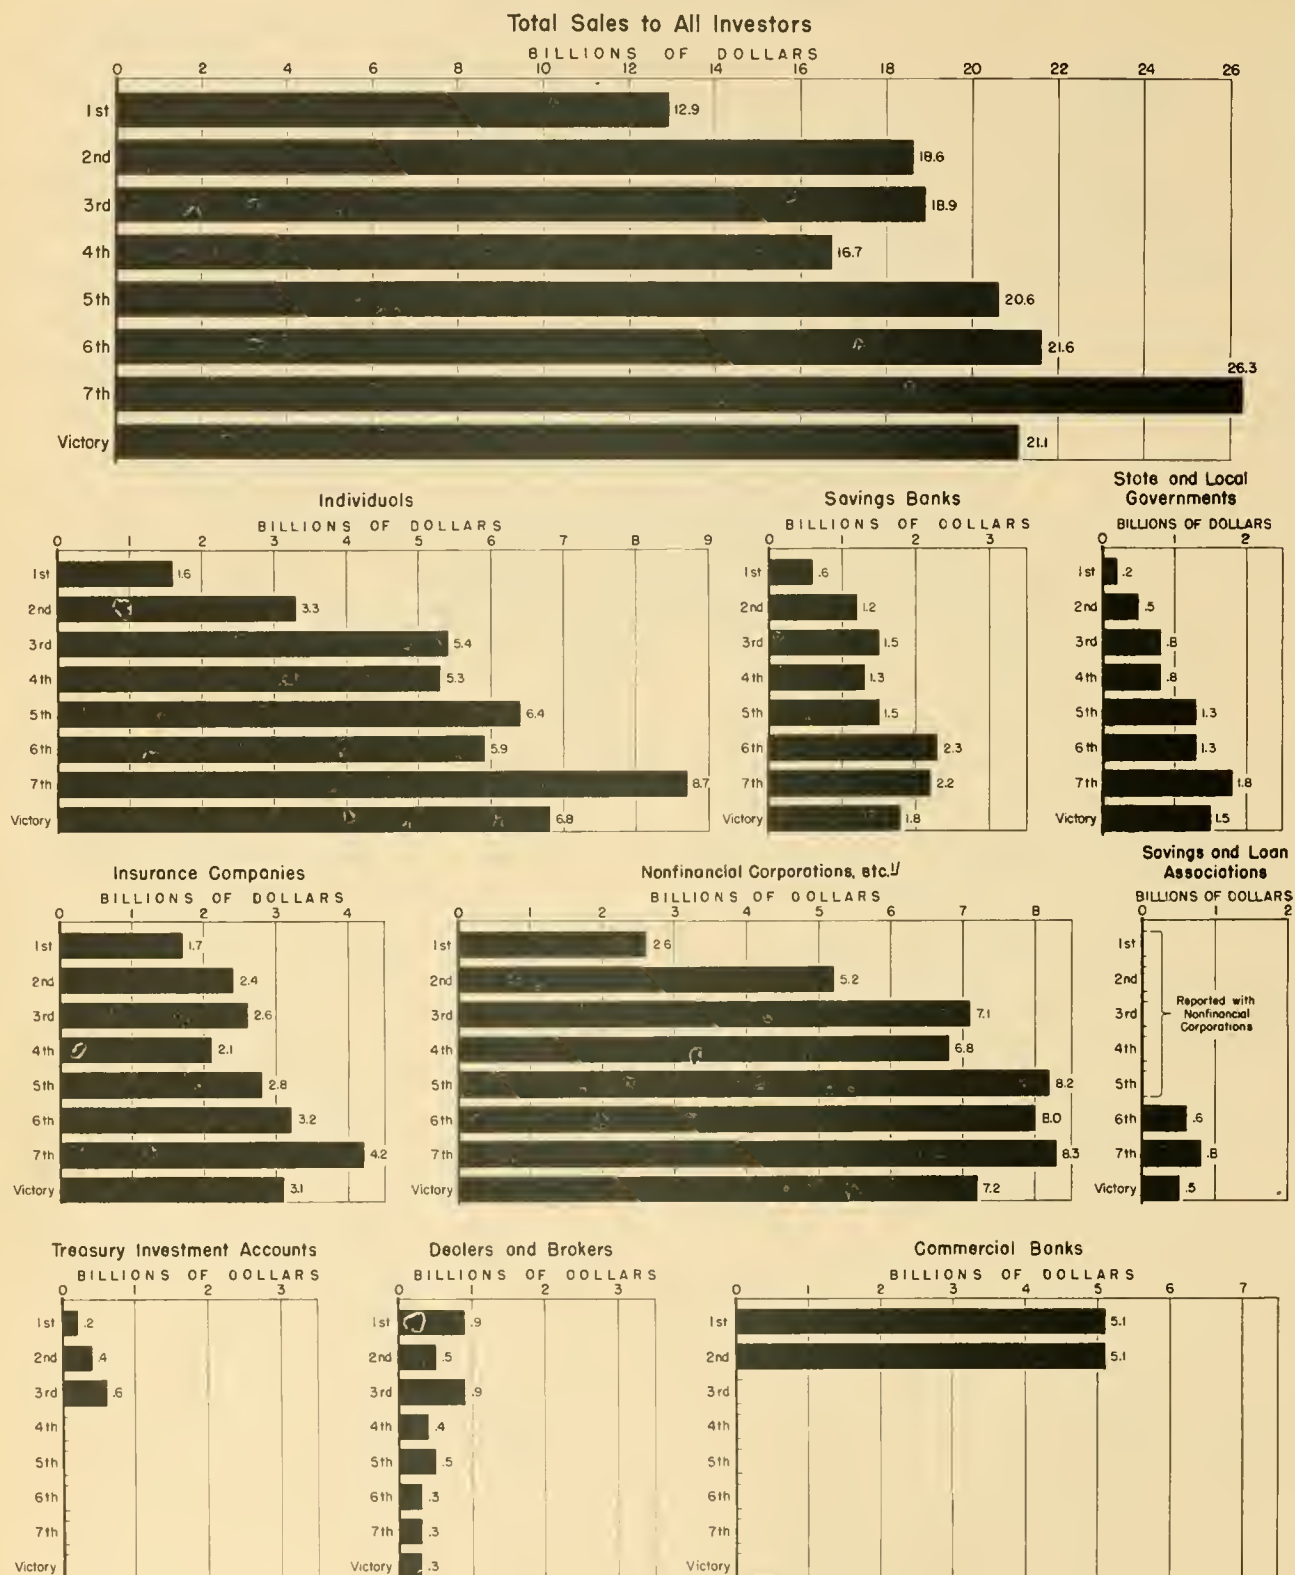 Total Sales to All Investors
BILLIONS OF DOLLARS
0 2 4 6 8 10 12 14 16 18 20 22 24 26
1st 12.9
2nd 18.6
3rd 18.9
4th 16.7
5th 20.6
6th 21.6
7th 26.3
Victory 21.1
Individuals
BILLIONS OF DOLLARS
0 1 2 3 4 5 6 7 8 9
1st 1.6
2nd 3.3
3rd 5.4
4th 5.3
5th 6.4
6th 5.9
7th 8.7
Victory 6.8
Savings Banks
BILLIONS OF DOLLARS
0 1 2 3
1st .6
2nd 1.2
3rd 1.5
4th 1.3
5th 1.5
6th 2.3
7th 2.2
Victory 1.8
State and Local
Governments
BILLIONS OF DOLLARS
0 1 2
1st .2
2nd .5
3rd .8
4th .8
5th 1.3
6th 1.3
7th 1.8
Victory 1.5
Insurance Companies
BILLIONS OF DOLLARS
0 1 2 3 4
1st 1.7
2nd 2.4
3rd 2.6
4th 2.1
5th 2.8
6th 3.2
7th 4.2
Victory 3.1
Nonfinancial Corporations, etc.1/
BILLIONS OF DOLLARS
0 1 2 3 4 5 6 7 8
1st 2.6
2nd 5.2
3rd 7.1
4th 6.8
5th 8.2
6th 8.0
7th 8.3
Victory 7.2
Savings and Loan
Associations
BILLIONS OF DOLLARS
0 1 2
1st
2nd
3rd
4th
5th
Reported with
Nonfinancial
Corporations
6th .6
7th .8
Victory .5
Treasury Investment Accounts
BILLIONS OF DOLLARS
0 1 2 3
1st .2
2nd .4
3rd .6
4th
5th
6th
7th
Victory
Dealers and Brokers
BILLIONS OF DOLLARS
0 1 2 3
1st .9
2nd .5
3rd .9
4th .4
5th .5
6th .3
7th .3
Victory .3
Commercial Banks
BILLIONS OF DOLLARS
0 1 2 3 4 5 6 7
1st 5.1
2nd 5.1
3rd
4th
5th
6th
7th
Victory